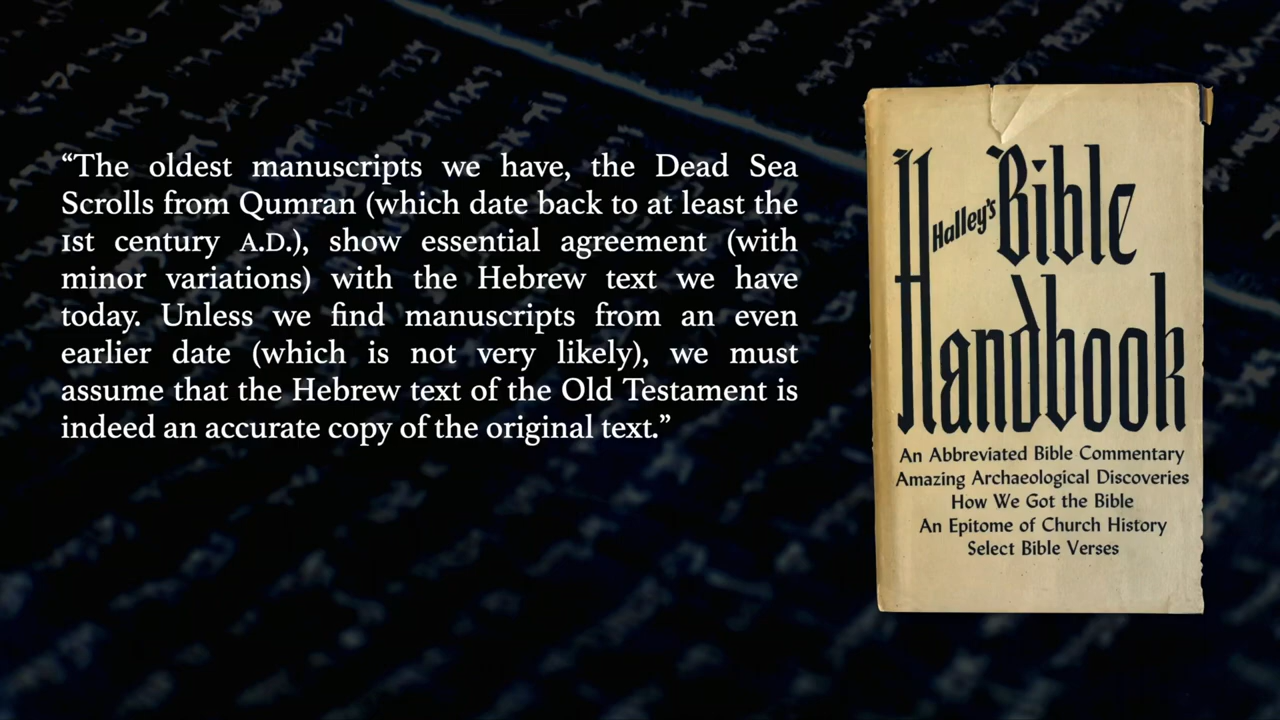 “The oldest manuscripts we have, the Dead Sea
Scrolls from Qumran (which date back to at least the
1st century A.D.), show essential agreement (with
minor variations) with the Hebrew text we have
today. Unless we find manuscripts from an even
earlier date (which is not very likely), we must
assume that the Hebrew text of the Old Testament is
indeed an accurate copy of the original text.”
Halley's Bible
Handbook
An Abbreviated Bible Commentary
Amazing Archaeological Discoveries
How We Got the Bible
An Epitome of Church History
Select Bible Verses